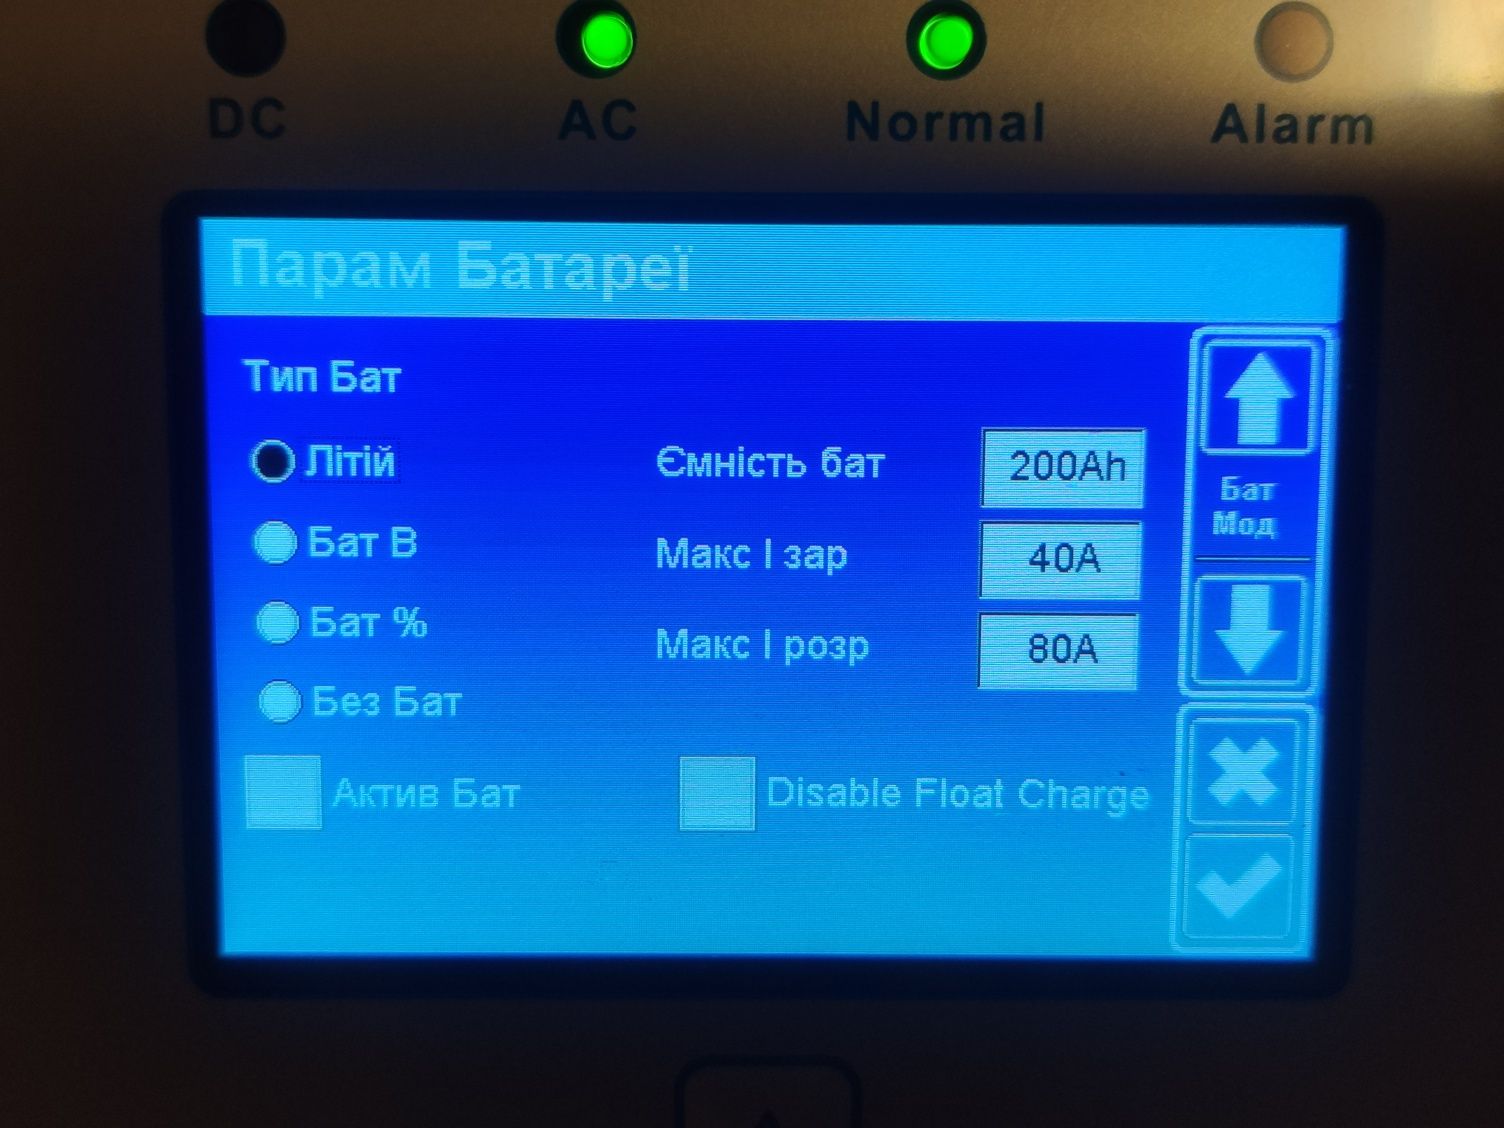 DC AC Normal Alarm
Парам Батареї
Тип Бат
Літій
Ємність бат 200Ah
Бат В
Макс І зар 40A
Бат %
Макс І розр 80A
Без Бат
Актив Бат
Disable Float Charge
Бат
Мод